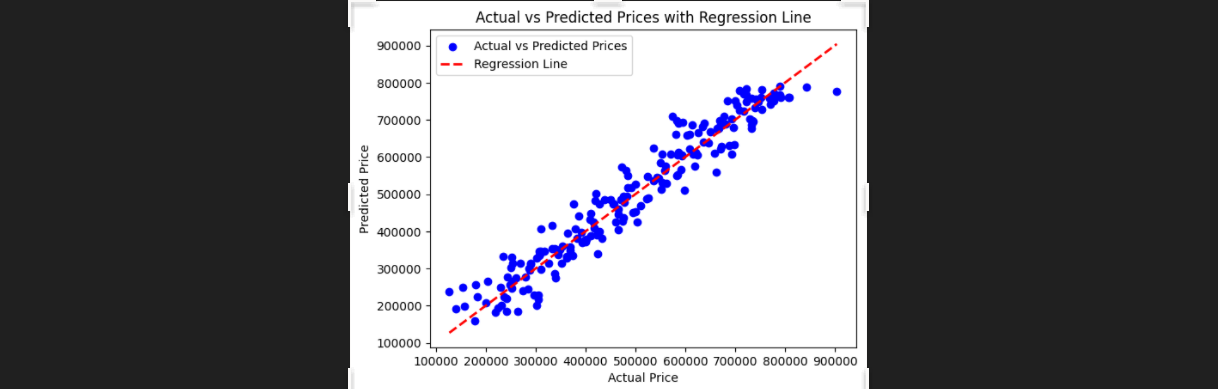 Actual vs Predicted Prices with Regression Line
Actual vs Predicted Prices
Regression Line
900000
800000
700000
600000
500000
400000
300000
200000
100000
Predicted Price
100000 200000 300000 400000 500000 600000 700000 800000 900000
Actual Price